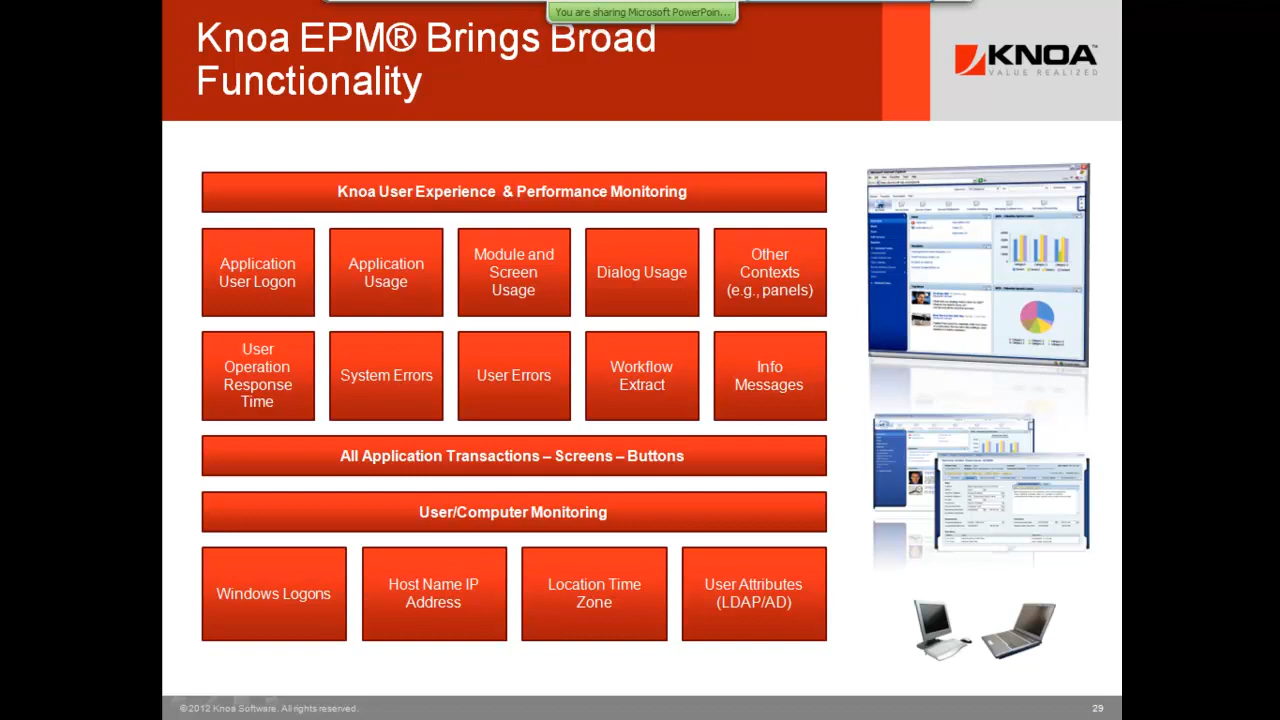 You are sharing Microsoft PowerPoin...
Knoa EPM® Brings Broad
Functionality
KNOA™
VALUE REALIZED
Knoa User Experience & Performance Monitoring
Application
User Logon
Application
Usage
Module and
Screen
Usage
Dialog Usage
Other
Contexts
(e.g., panels)
User
Operation
Response
Time
System Errors
User Errors
Workflow
Extract
Info
Messages
All Application Transactions – Screens – Buttons
User/Computer Monitoring
Windows Logons
Host Name IP
Address
Location Time
Zone
User Attributes
(LDAP/AD)
© 2012 Knoa Software. All rights reserved.
29